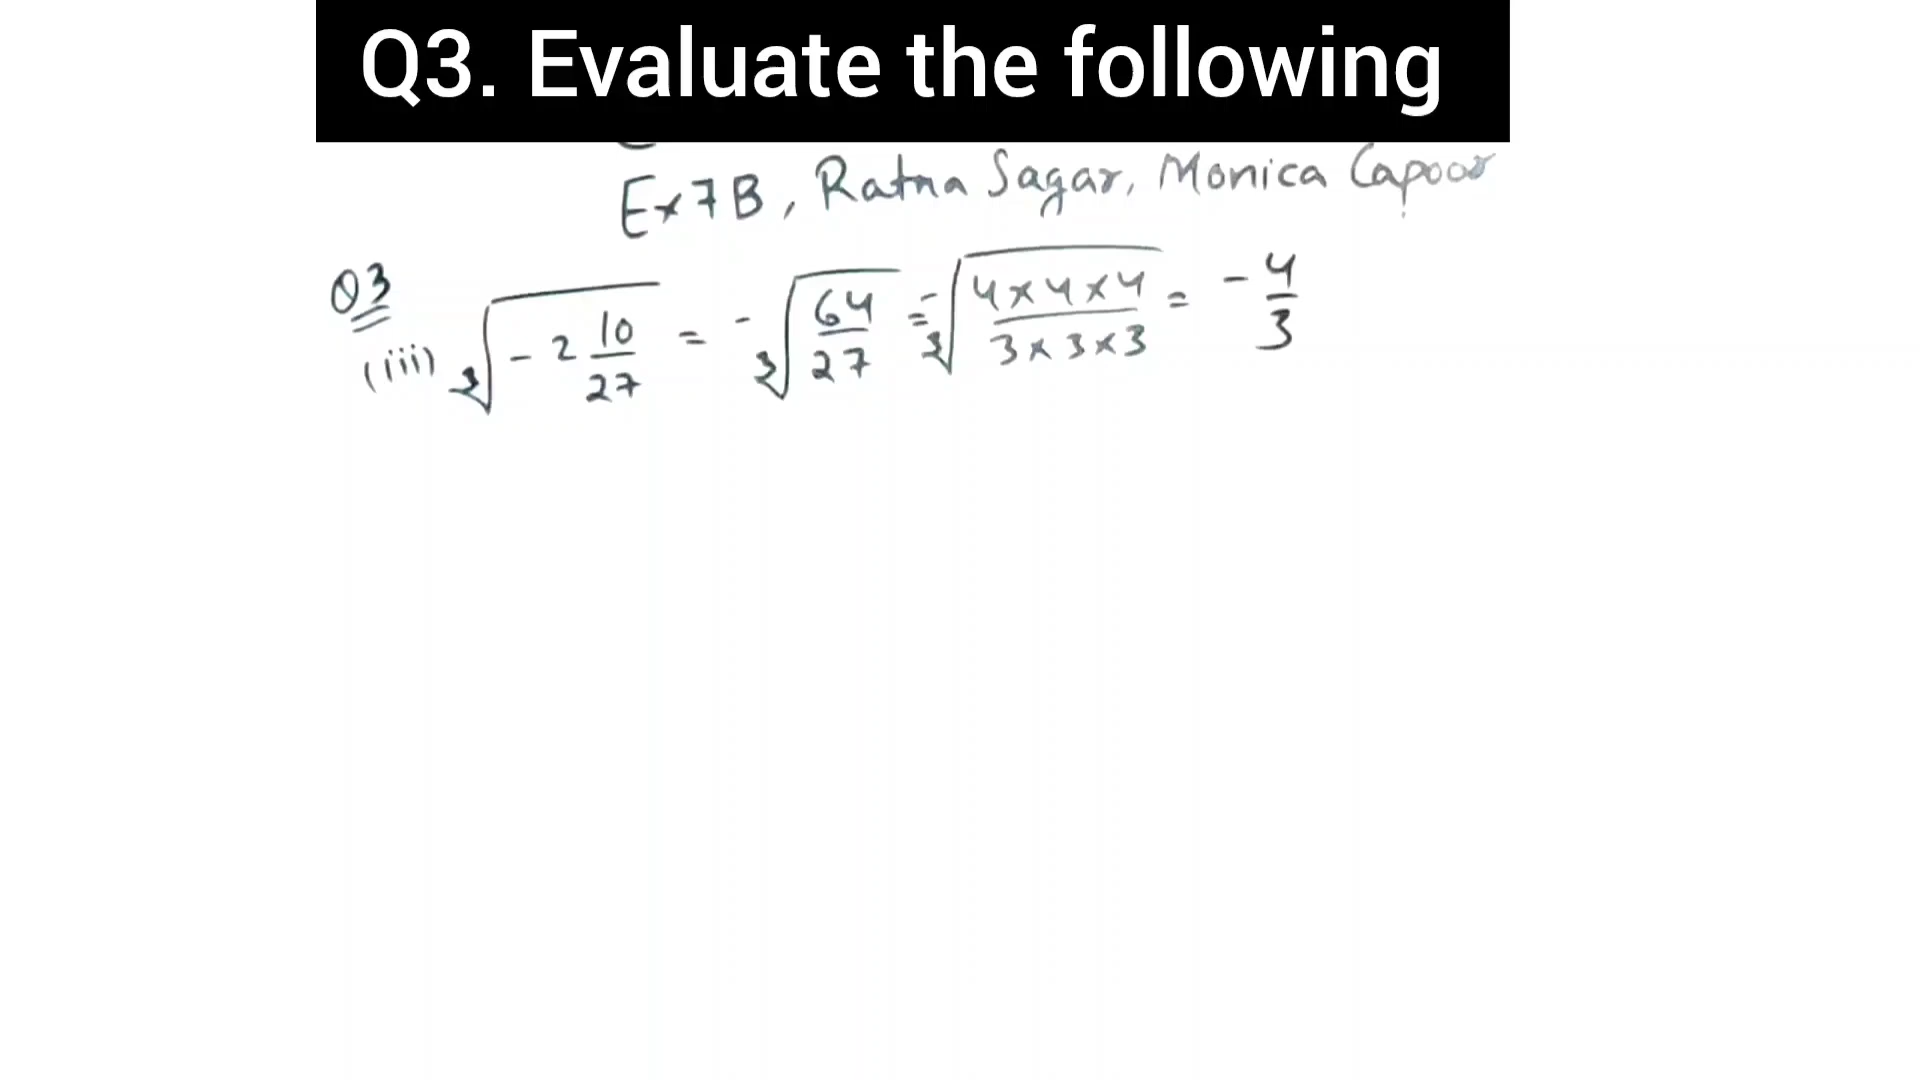 Q3. Evaluate the following
Ex 7B, Ratna Sagar, Monica Capoor
Q3
(iii) ∛(-2 10/27) = -∛(64/27) = -∛((4×4×4)/(3×3×3)) = -4/3